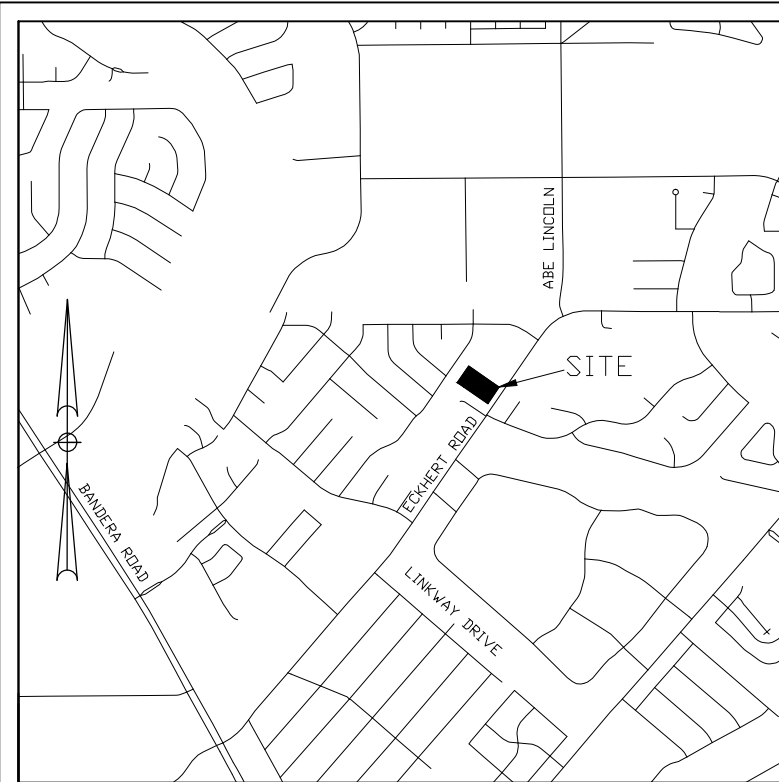 ABE LINCOLN
SITE
ECKHERT ROAD
BANDERA ROAD
LINKWAY DRIVE